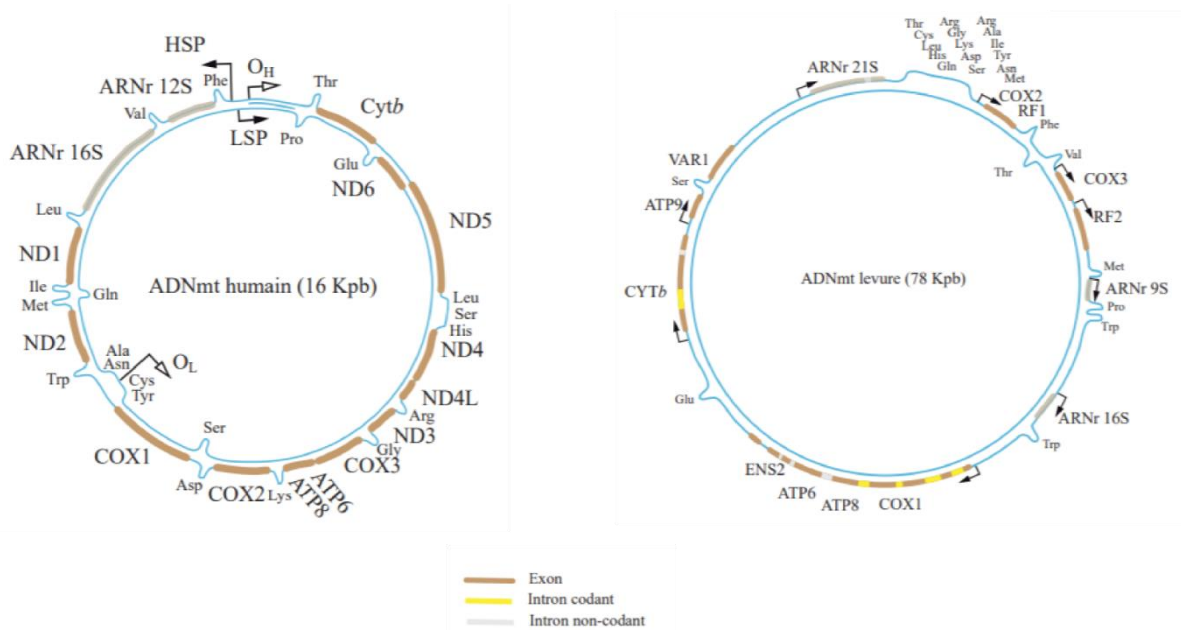 HSP
OH
Phe
Thr
ARNr 12S
Cytb
Val
LSP
Pro
ARNr 16S
Glu
ND6
Leu
ND5
ND1
ADNmt humain (16 Kpb)
Ile
Gln
Met
Leu
Ser
His
ND2
ND4
Ala
Asn
OL
Trp
Cys
Tyr
ND4L
Arg
ND3
Ser
Gly
COX1
COX3
Asp
COX2
Lys
ATP8
ATP6
Thr Arg Arg
Cys Gly Ala
Leu Lys Ile
His Asp Tyr
Gln Ser Asn
Met
ARNr 21S
COX2
RF1
Phe
VAR1
Val
Thr
Ser
COX3
ATP9
RF2
CYTb
ADNmt levure (78 Kpb)
Met
ARNr 9S
Pro
Trp
Glu
ARNr 16S
Trp
ENS2
ATP6
ATP8
COX1
Exon
Intron codant
Intron non-codant